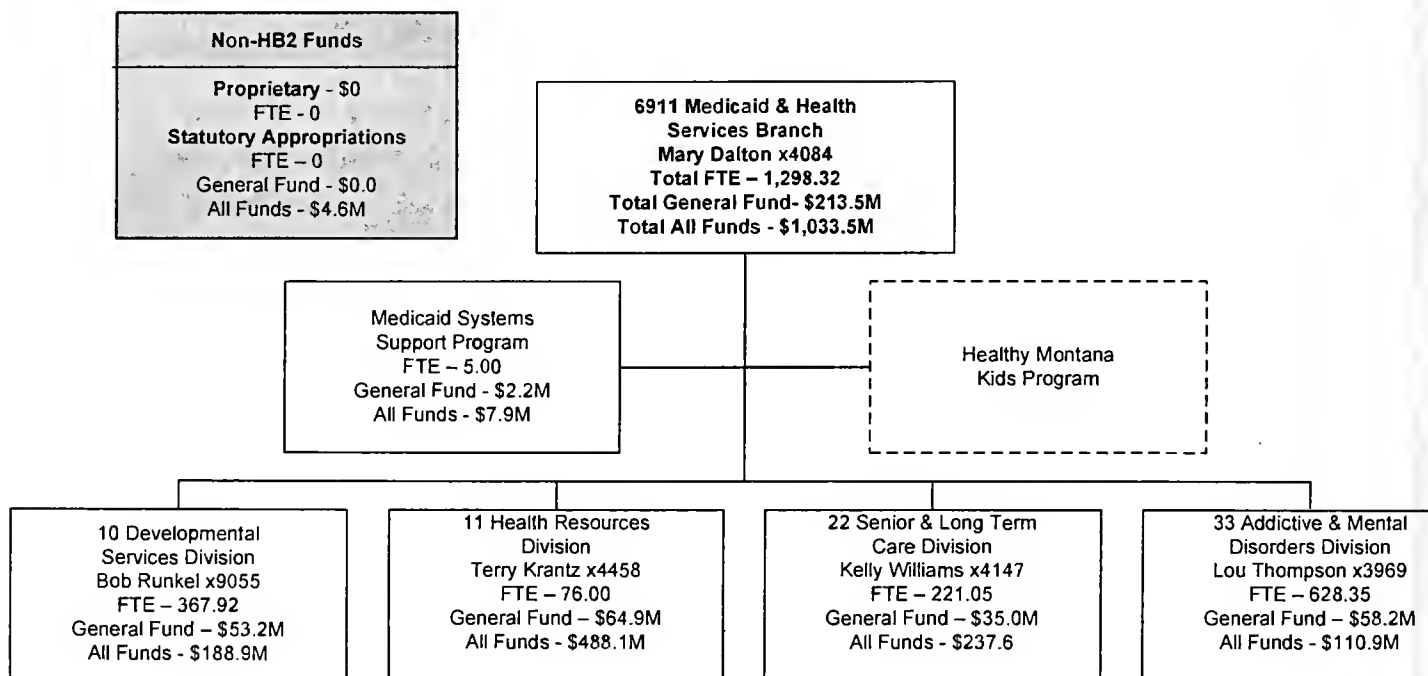 Non-HB2 Funds
Proprietary - $0
FTE - 0
Statutory Appropriations
FTE – 0
General Fund - $0.0
All Funds - $4.6M
6911 Medicaid & Health
Services Branch
Mary Dalton x4084
Total FTE – 1,298.32
Total General Fund- $213.5M
Total All Funds - $1,033.5M
Medicaid Systems
Support Program
FTE – 5.00
General Fund - $2.2M
All Funds - $7.9M
Healthy Montana
Kids Program
10 Developmental
Services Division
Bob Runkel x9055
FTE – 367.92
General Fund – $53.2M
All Funds - $188.9M
11 Health Resources
Division
Terry Krantz x4458
FTE – 76.00
General Fund – $64.9M
All Funds - $488.1M
22 Senior & Long Term
Care Division
Kelly Williams x4147
FTE – 221.05
General Fund – $35.0M
All Funds - $237.6
33 Addictive & Mental
Disorders Division
Lou Thompson x3969
FTE – 628.35
General Fund – $58.2M
All Funds - $110.9M